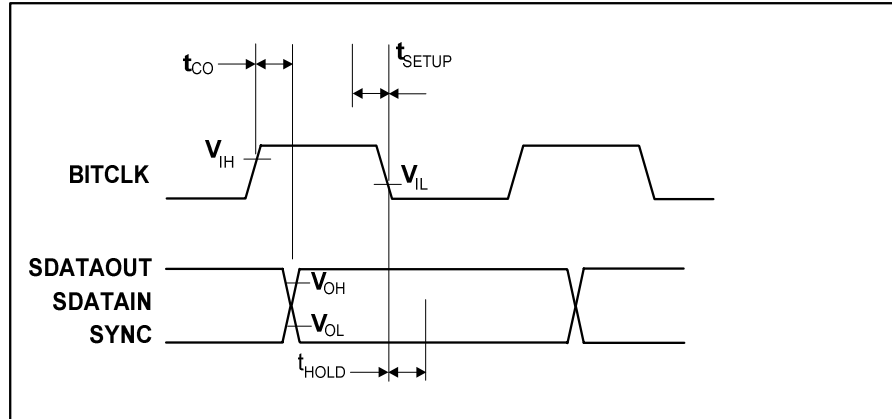 tCO
tSETUP
VIH
BITCLK
VIL
SDATAOUT
VOH
SDATAIN
VOL
SYNC
tHOLD